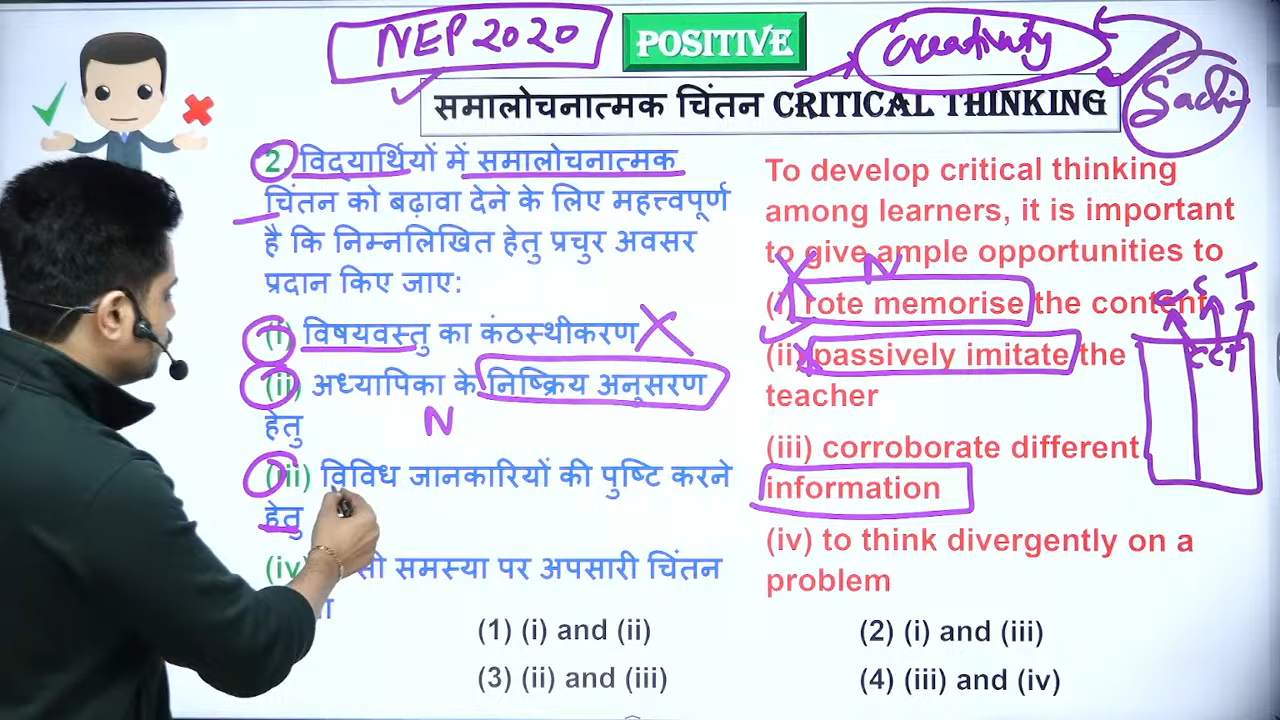 NEP 2020
POSITIVE
creativity
Sachin
समालोचनात्मक चिंतन CRITICAL THINKING
2. विद्यार्थियों में समालोचनात्मक
चिंतन को बढ़ावा देने के लिए महत्त्वपूर्ण
है कि निम्नलिखित हेतु प्रचुर अवसर
प्रदान किए जाए:
(i) विषयवस्तु का कंठस्थीकरण
(ii) अध्यापिका के निष्क्रिय अनुसरण
N
हेतु
(iii) विविध जानकारियों की पुष्टि करने
हेतु
(iv) समस्या पर अपसारी चिंतन
To develop critical thinking
among learners, it is important
to give ample opportunities to
N
(i) rote memorise the content
(ii) passively imitate the
teacher
(iii) corroborate different
information
(iv) to think divergently on a
problem
(1) (i) and (ii)
(2) (i) and (iii)
(3) (ii) and (iii)
(4) (iii) and (iv)